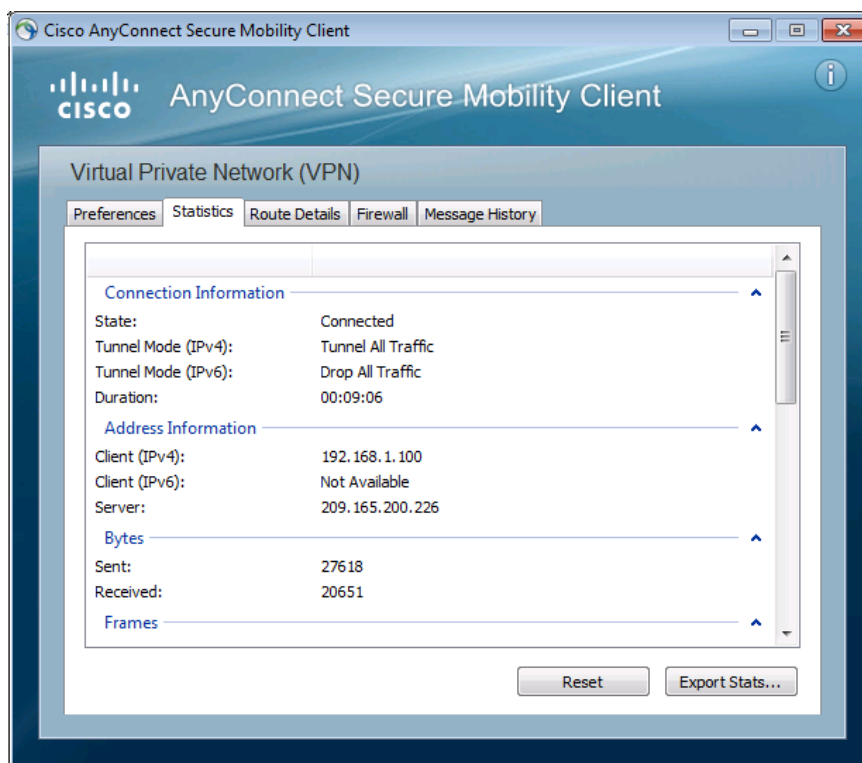 Cisco AnyConnect Secure Mobility Client
CISCO AnyConnect Secure Mobility Client
Virtual Private Network (VPN)
Preferences Statistics Route Details Firewall Message History
Connection Information
State: Connected
Tunnel Mode (IPv4): Tunnel All Traffic
Tunnel Mode (IPv6): Drop All Traffic
Duration: 00:09:06
Address Information
Client (IPv4): 192.168.1.100
Client (IPv6): Not Available
Server: 209.165.200.226
Bytes
Sent: 27618
Received: 20651
Frames
Reset Export Stats...